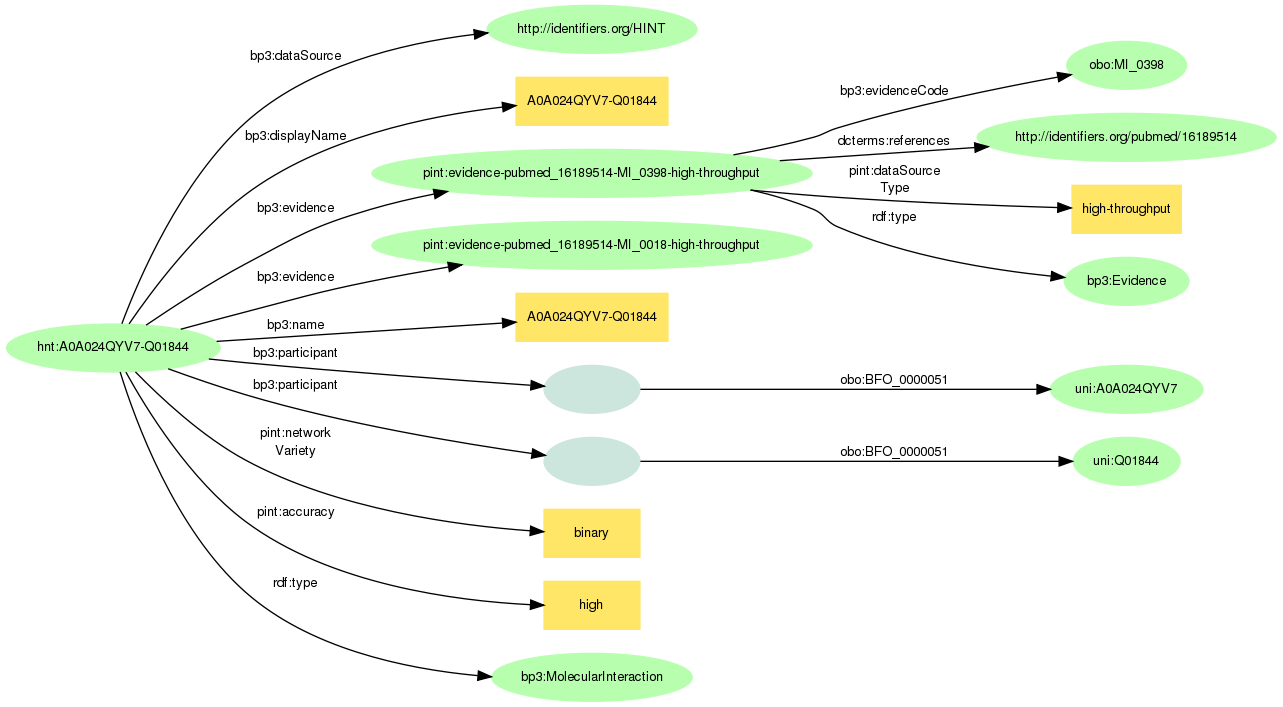 http://identifiers.org/HINT
bp3:dataSource
obo:MI_0398
bp3:evidenceCode
A0A024QYV7-Q01844
bp3:displayName
http://identifiers.org/pubmed/16189514
dcterms:references
pint:evidence-pubmed_16189514-MI_0398-high-throughput
pint:dataSource
Type
high-throughput
bp3:evidence
rdf:type
pint:evidence-pubmed_16189514-MI_0018-high-throughput
bp3:evidence
bp3:Evidence
A0A024QYV7-Q01844
bp3:name
hnt:A0A024QYV7-Q01844
bp3:participant
obo:BFO_0000051
uni:A0A024QYV7
bp3:participant
pint:network
Variety
obo:BFO_0000051
uni:Q01844
pint:accuracy
binary
rdf:type
high
bp3:MolecularInteraction